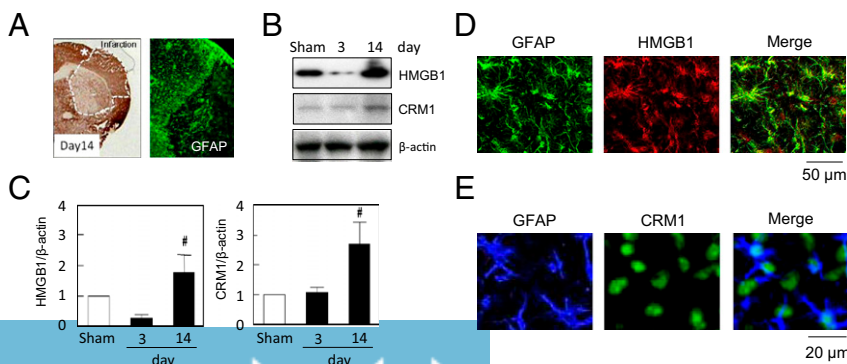 A
Infarction
*
Day14
GFAP
B
Sham 3 14 day
HMGB1
CRM1
β-actin
C
HMGB1/β-actin
4
3
2
1
0
#
Sham 3 14
day
CRM1/β-actin
4
3
2
1
0
#
Sham 3 14
day
D
GFAP HMGB1 Merge
50 μm
E
GFAP CRM1 Merge
20 μm